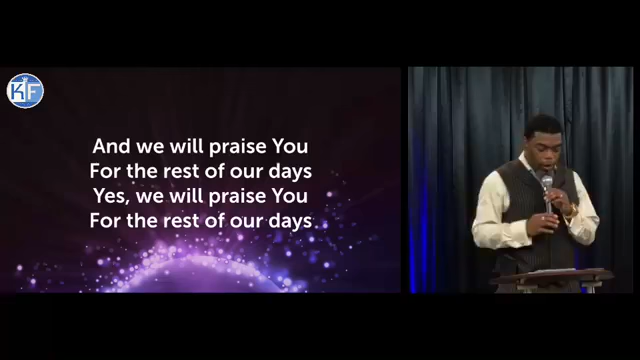 KF
And we will praise You
For the rest of our days
Yes, we will praise You
For the rest of our days